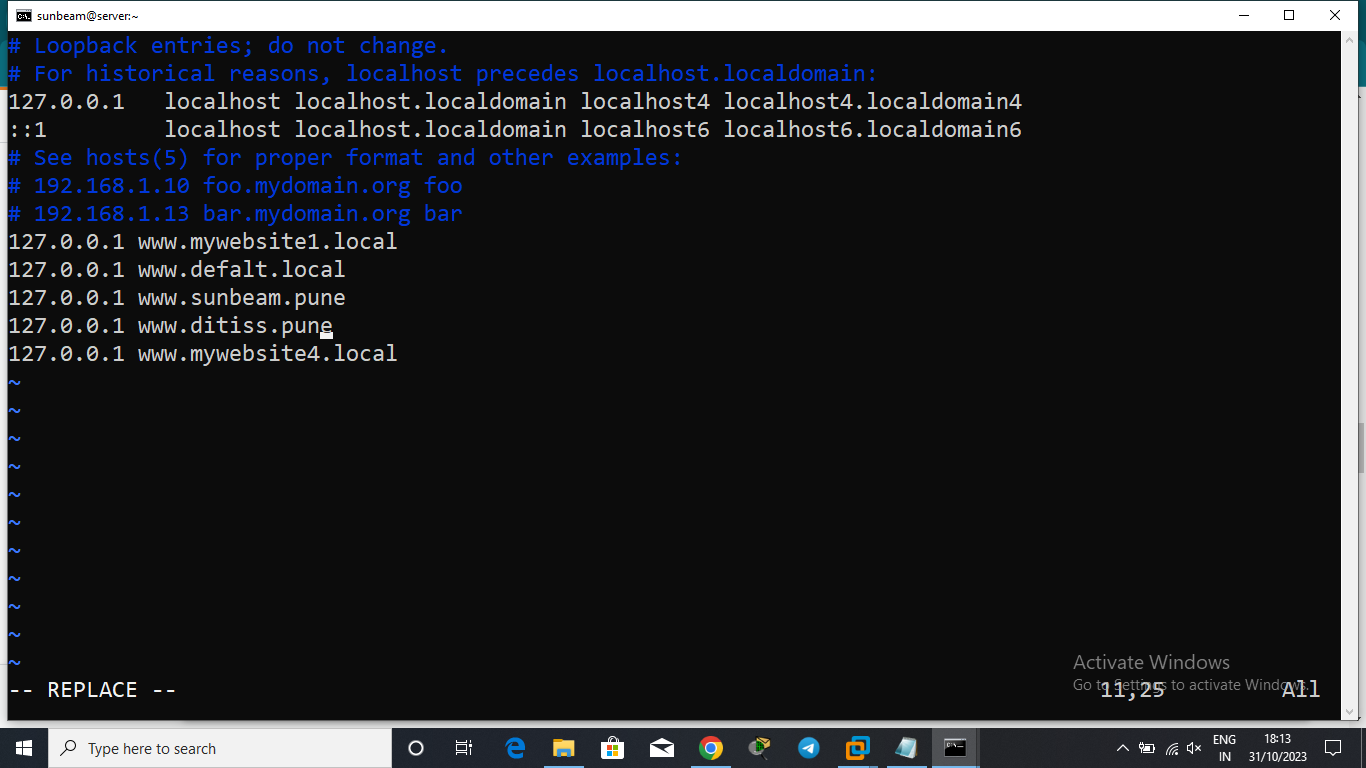 sunbeam@server:~
# Loopback entries; do not change.
# For historical reasons, localhost precedes localhost.localdomain:
127.0.0.1   localhost localhost.localdomain localhost4 localhost4.localdomain4
::1         localhost localhost.localdomain localhost6 localhost6.localdomain6
# See hosts(5) for proper format and other examples:
# 192.168.1.10 foo.mydomain.org foo
# 192.168.1.13 bar.mydomain.org bar
127.0.0.1 www.mywebsite1.local
127.0.0.1 www.defalt.local
127.0.0.1 www.sunbeam.pune
127.0.0.1 www.ditiss.pune
127.0.0.1 www.mywebsite4.local
~
~
~
~
~
~
~
~
~
~
~
Activate Windows
Go to Settings to activate Windows.
-- REPLACE -- 11,25 All
Type here to search
ENG
IN
18:13
31/10/2023